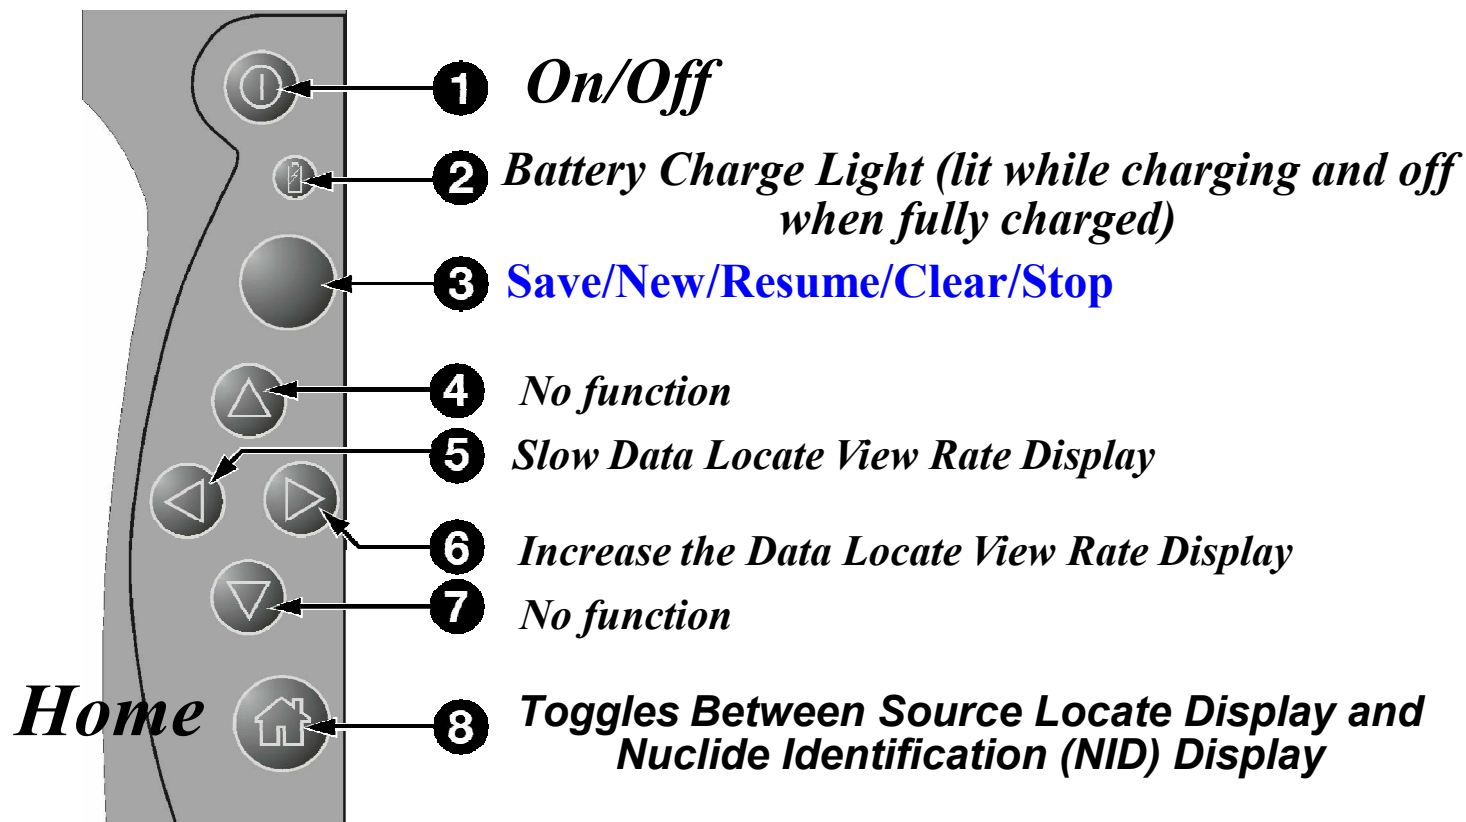 1 On/Off
2 Battery Charge Light (lit while charging and off
when fully charged)
3 Save/New/Resume/Clear/Stop
4 No function
5 Slow Data Locate View Rate Display
6 Increase the Data Locate View Rate Display
7 No function
Home
8 Toggles Between Source Locate Display and
Nuclide Identification (NID) Display